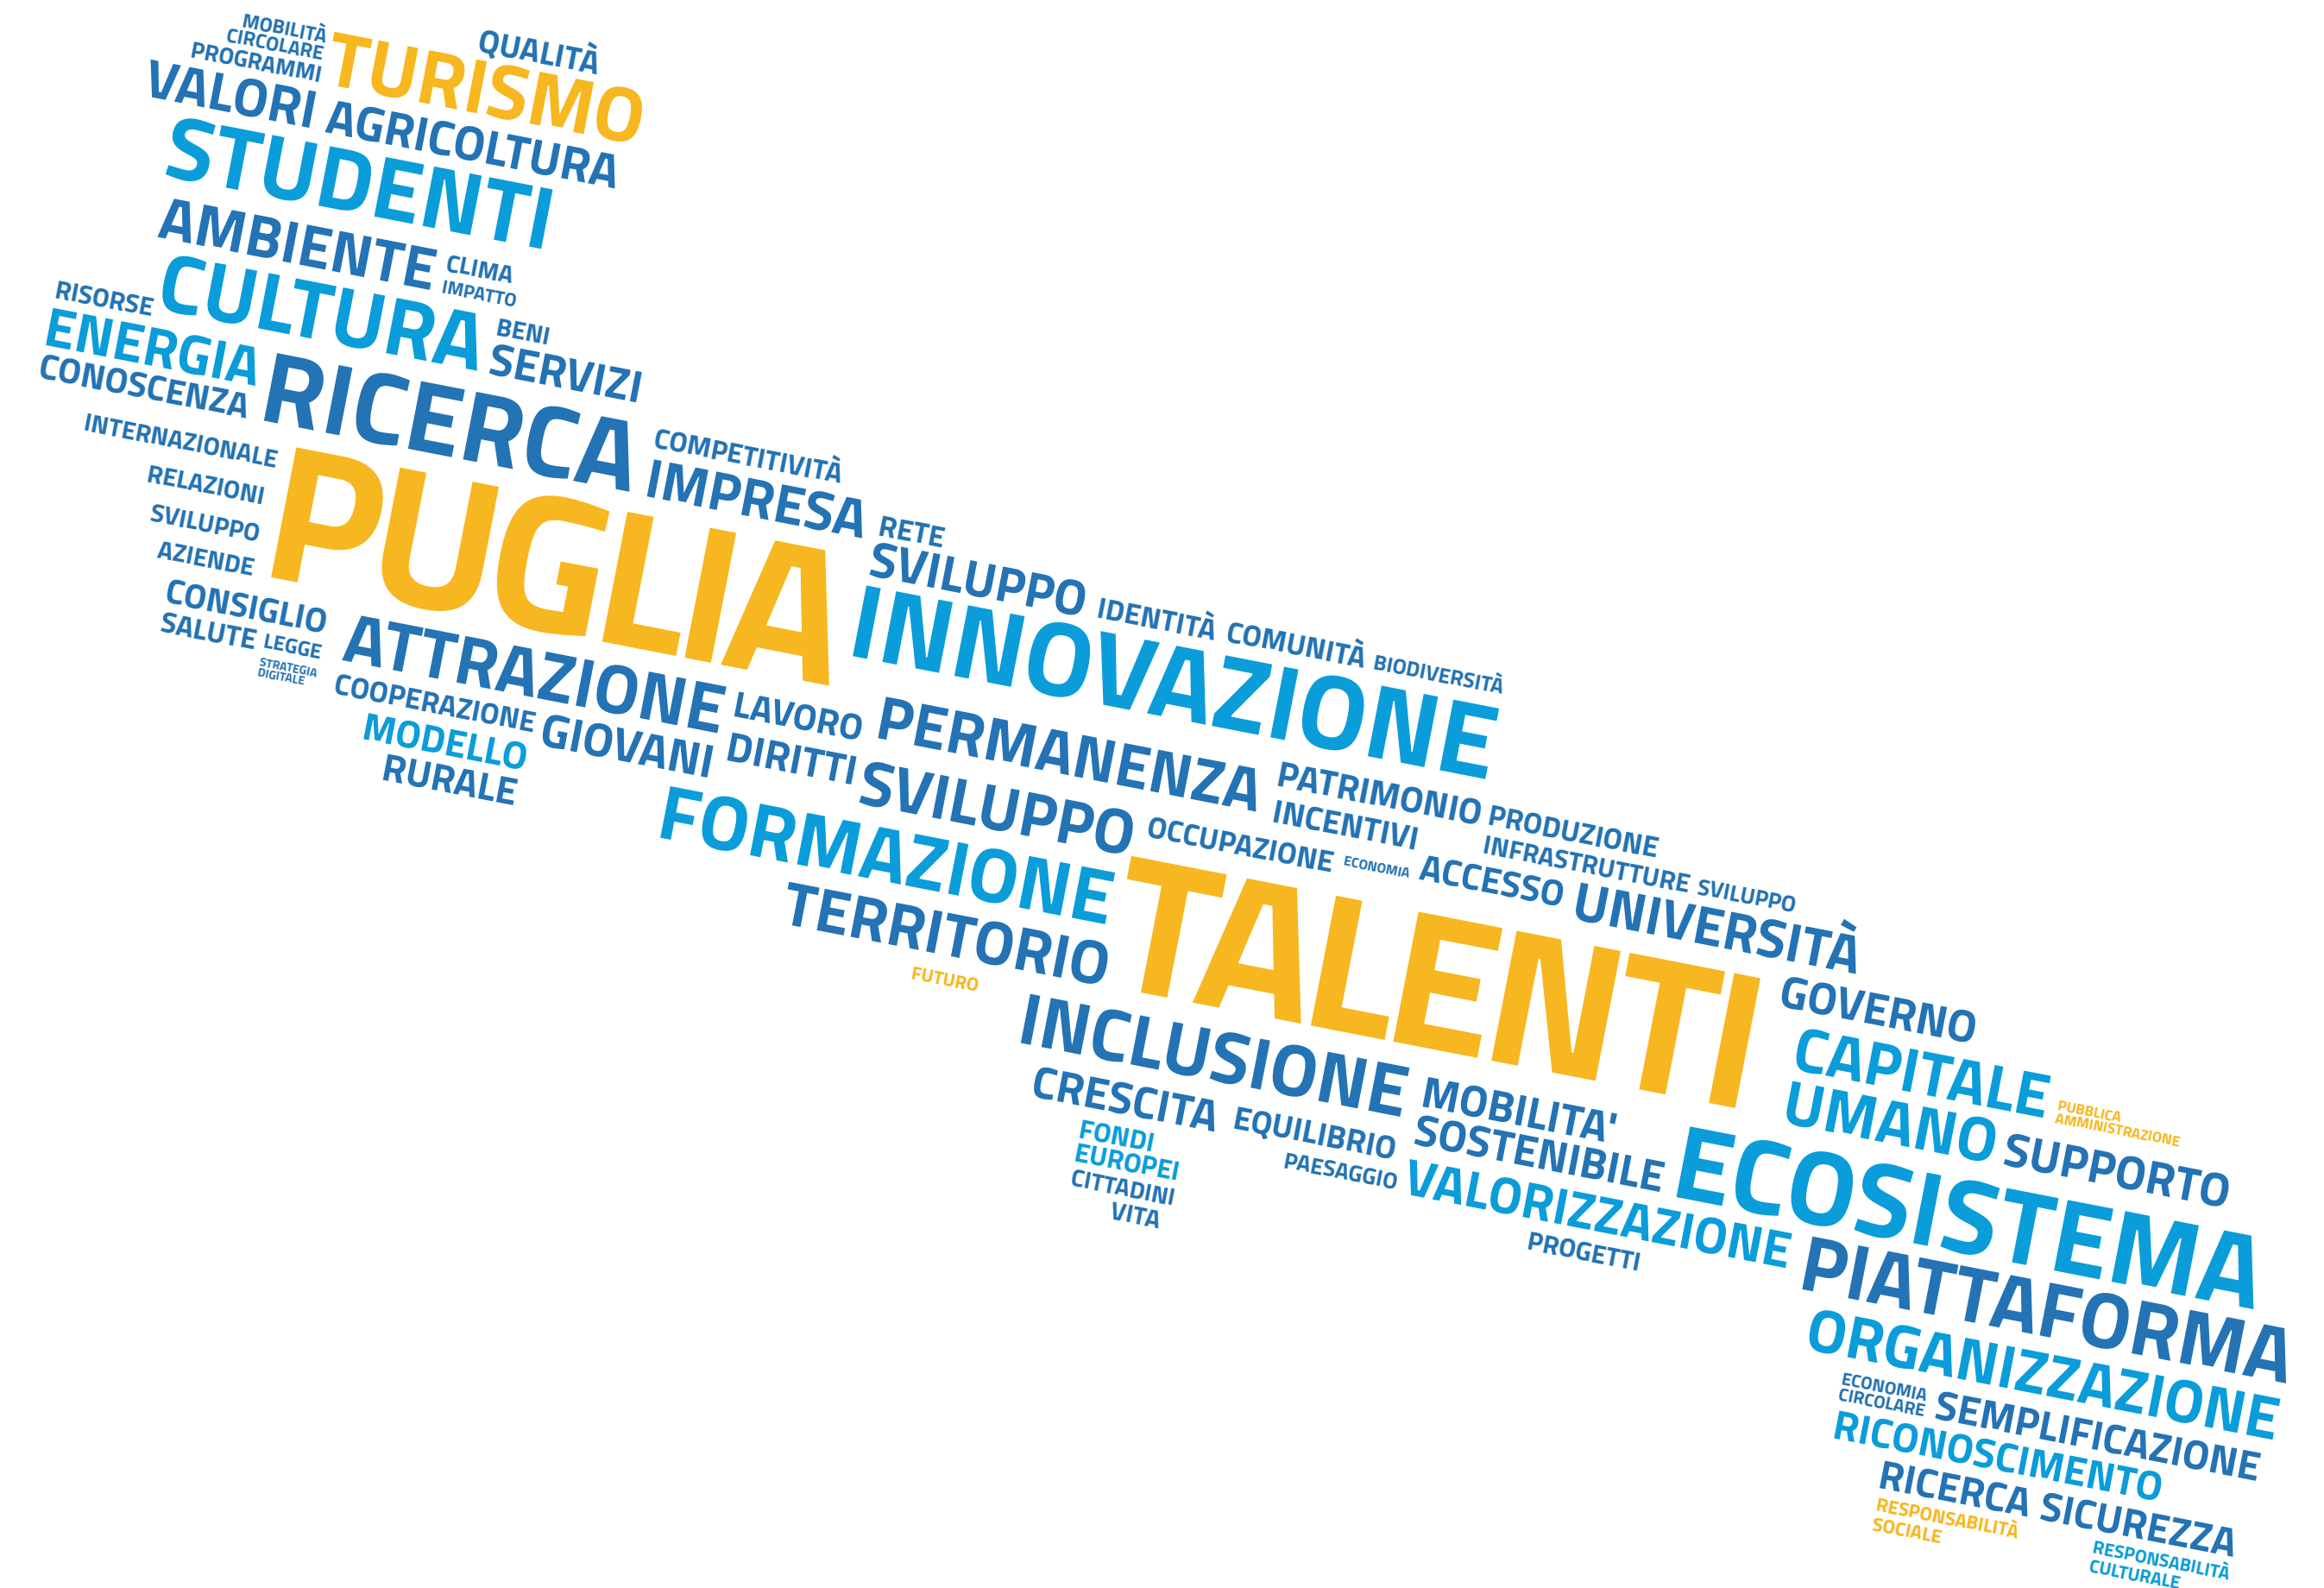 MOBILITÀ
CIRCOLARE
PROGRAMMI
TURISMO
QUALITÀ
VALORI
AGRICOLTURA
STUDENTI
AMBIENTE
CLIMA
IMPATTO
RISORSE
CULTURA
ENERGIA
BENI
SERVIZI
CONOSCENZA
RICERCA
INTERNAZIONALE
COMPETITIVITÀ
IMPRESA
RELAZIONI
PUGLIA
RETE
SVILUPPO
SVILUPPO
AZIENDE
IDENTITÀ
COMUNITÀ
BIODIVERSITÀ
INNOVAZIONE
CONSIGLIO
SALUTE
LEGGE
STRATEGIA
DIGITALE
ATTRAZIONE
COOPERAZIONE
LAVORO
PERMANENZA
MODELLO
GIOVANI
DIRITTI
RURALE
SVILUPPO
PATRIMONIO
PRODUZIONE
INCENTIVI
INFRASTRUTTURE
SVILUPPO
FORMAZIONE
OCCUPAZIONE
ECONOMIA
ACCESSO
UNIVERSITÀ
TERRITORIO
TALENTI
FUTURO
GOVERNO
INCLUSIONE
CAPITALE
UMANO
PUBBLICA
AMMINISTRAZIONE
CRESCITA
EQUILIBRIO
MOBILITA'
SOSTENIBILE
SUPPORTO
FONDI
EUROPEI
PAESAGGIO
VALORIZZAZIONE
ECOSISTEMA
CITTADINI
VITA
PROGETTI
PIATTAFORMA
ORGANIZZAZIONE
ECONOMIA
CIRCOLARE
SEMPLIFICAZIONE
RICONOSCIMENTO
RICERCA
SICUREZZA
RESPONSABILITÀ
SOCIALE
RESPONSABILITÀ
CULTURALE